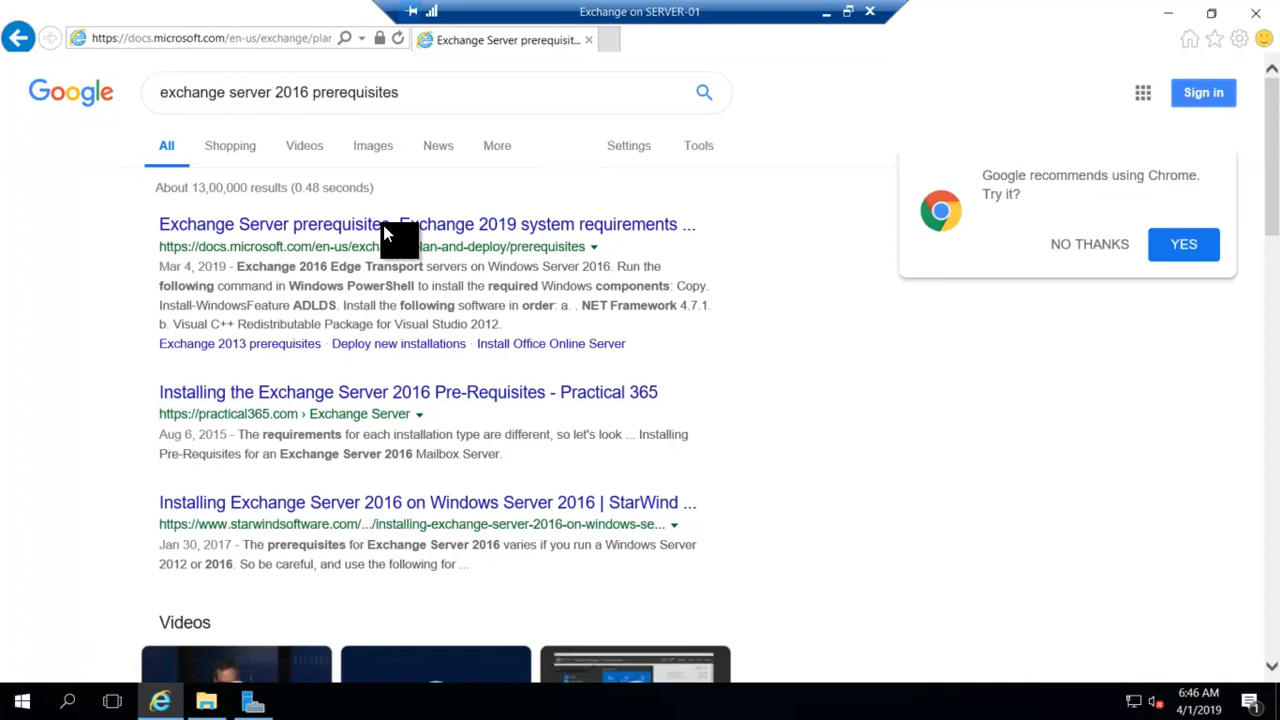 Exchange on SERVER-01
https://docs.microsoft.com/en-us/exchange/plar
Exchange Server prerequisit...
Google
exchange server 2016 prerequisites
Sign in
All
Shopping
Videos
Images
News
More
Settings
Tools
About 13,00,000 results (0.48 seconds)
Google recommends using Chrome.
Try it?
NO THANKS
YES
Exchange Server prerequisites, Exchange 2019 system requirements ...
https://docs.microsoft.com/en-us/exch lan-and-deploy/prerequisites
Mar 4, 2019 - Exchange 2016 Edge Transport servers on Windows Server 2016. Run the
following command in Windows PowerShell to install the required Windows components: Copy.
Install-WindowsFeature ADLDS. Install the following software in order: a. . NET Framework 4.7.1.
b. Visual C++ Redistributable Package for Visual Studio 2012.
Exchange 2013 prerequisites · Deploy new installations · Install Office Online Server
Installing the Exchange Server 2016 Pre-Requisites - Practical 365
https://practical365.com › Exchange Server
Aug 6, 2015 - The requirements for each installation type are different, so let's look ... Installing
Pre-Requisites for an Exchange Server 2016 Mailbox Server.
Installing Exchange Server 2016 on Windows Server 2016 | StarWind ...
https://www.starwindsoftware.com/.../installing-exchange-server-2016-on-windows-se...
Jan 30, 2017 - The prerequisites for Exchange Server 2016 varies if you run a Windows Server
2012 or 2016. So be careful, and use the following for ...
Videos
6:46 AM
4/1/2019
1